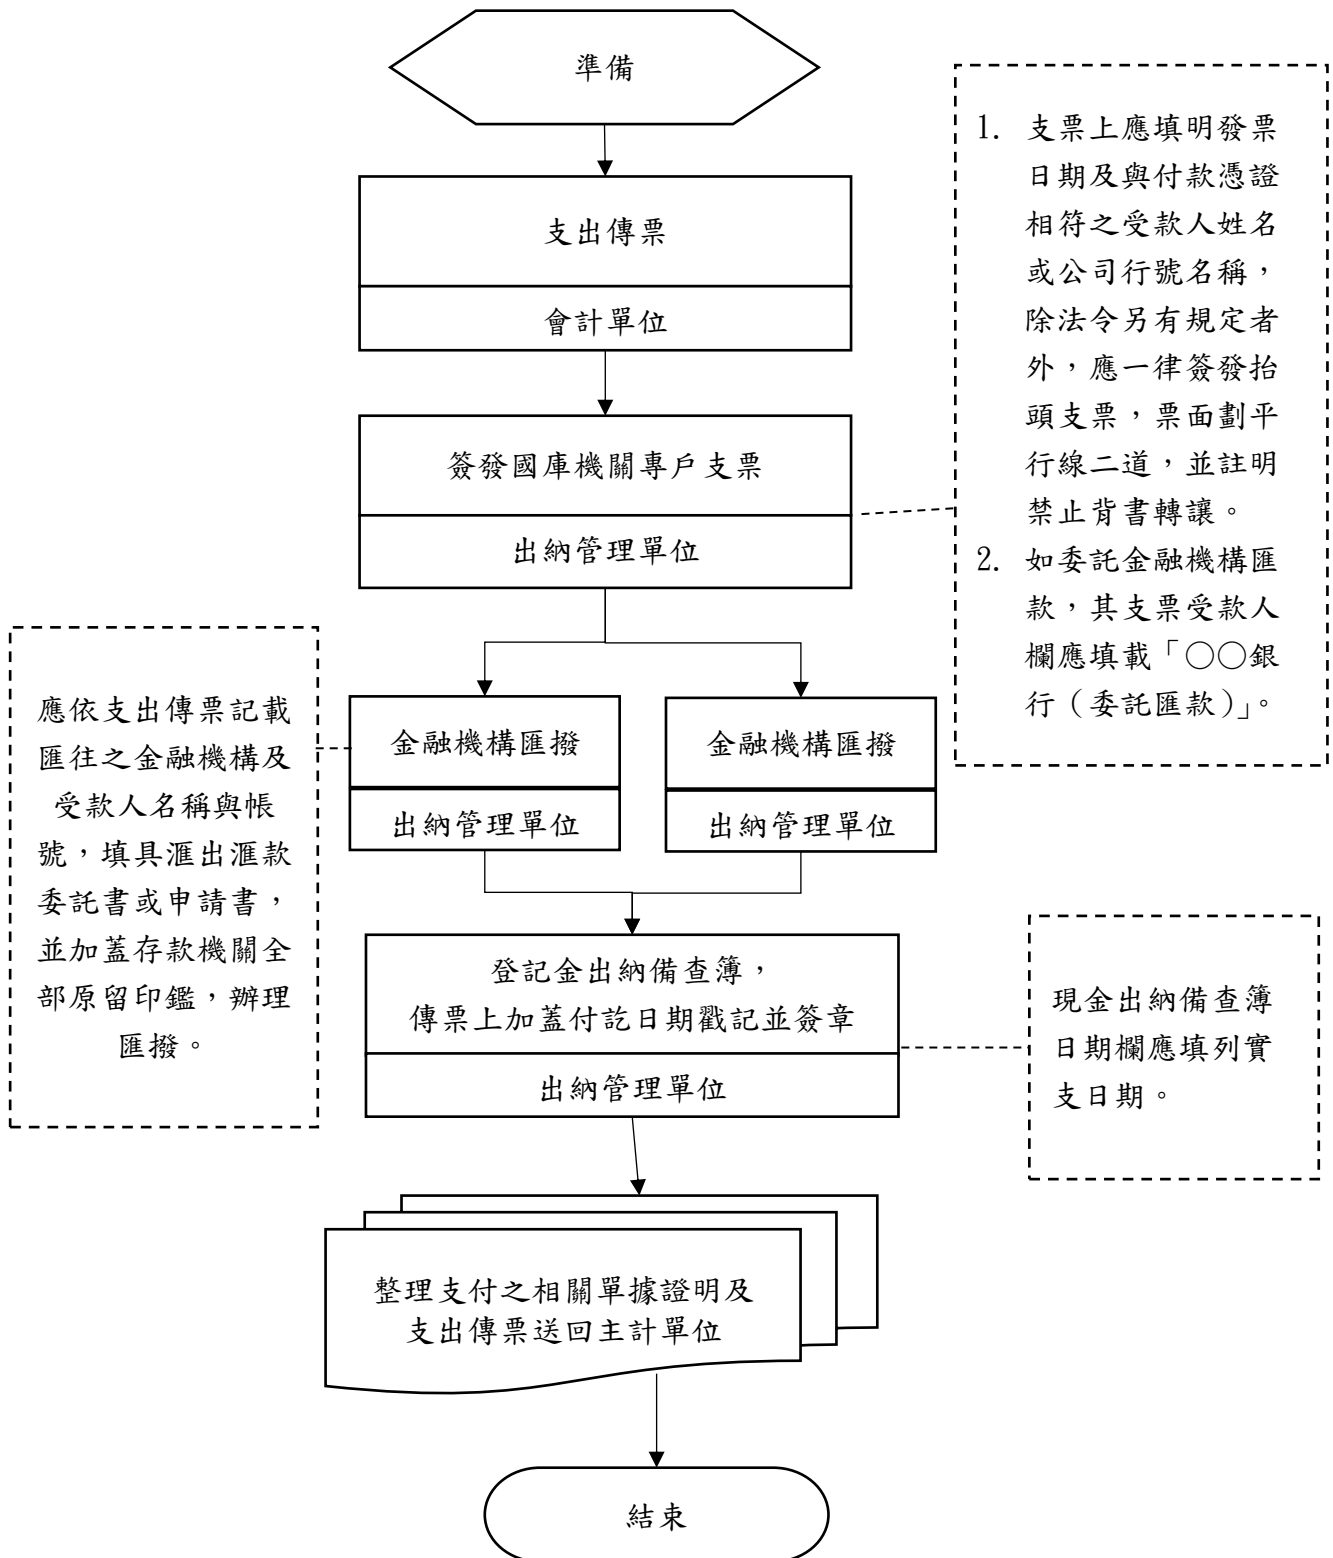 準備
支出傳票
會計單位
簽發國庫機關專戶支票
出納管理單位
1. 支票上應填明發票
日期及與付款憑證
相符之受款人姓名
或公司行號名稱，
除法令另有規定者
外，應一律簽發抬
頭支票，票面劃平
行線二道，並註明
禁止背書轉讓。
2. 如委託金融機構匯
款，其支票受款人
欄應填載「○○銀
行（委託匯款）」。
應依支出傳票記載
匯往之金融機構及
受款人名稱與帳
號，填具滙出滙款
委託書或申請書，
並加蓋存款機關全
部原留印鑑，辦理
匯撥。
金融機構匯撥
出納管理單位
金融機構匯撥
出納管理單位
登記金出納備查簿，
傳票上加蓋付訖日期戳記並簽章
出納管理單位
現金出納備查簿
日期欄應填列實
支日期。
整理支付之相關單據證明及
支出傳票送回主計單位
結束